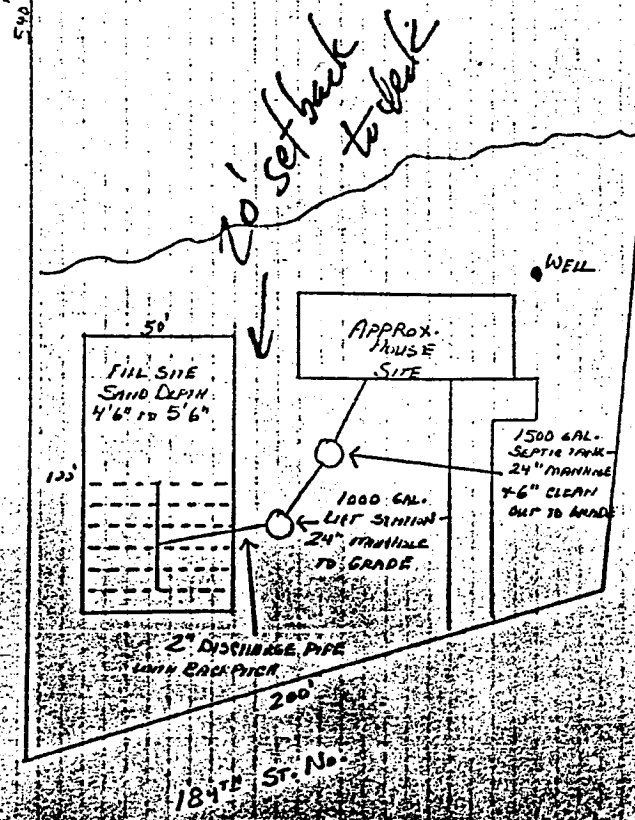 540
20' set back
to deck
WELL
50'
FILL SITE
SAND DEPTH
4'6" TO 5'6"
APPROX.
HOUSE
SITE
1500 GAL.
SEPTIC TANK
24" MANHOLE
+6" CLEAN
OUT TO GRADE
1000 GAL.
LIFT STATION
24" MANHOLE
TO GRADE
2" DISCHARGE PIPE
WITH BACKPITCH
200'
184TH ST. No.